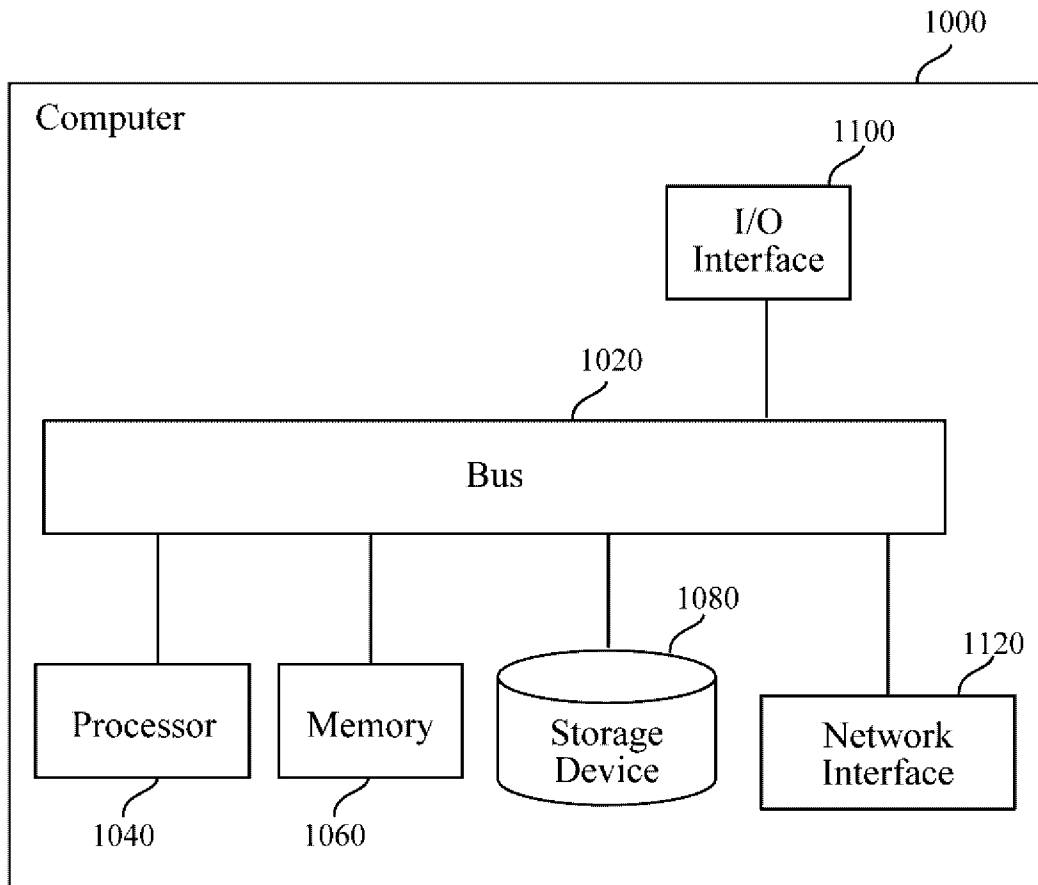 1000
Computer
1100
I/O
Interface
1020
Bus
1080
1120
Processor
Memory
Storage
Device
Network
Interface
1040
1060